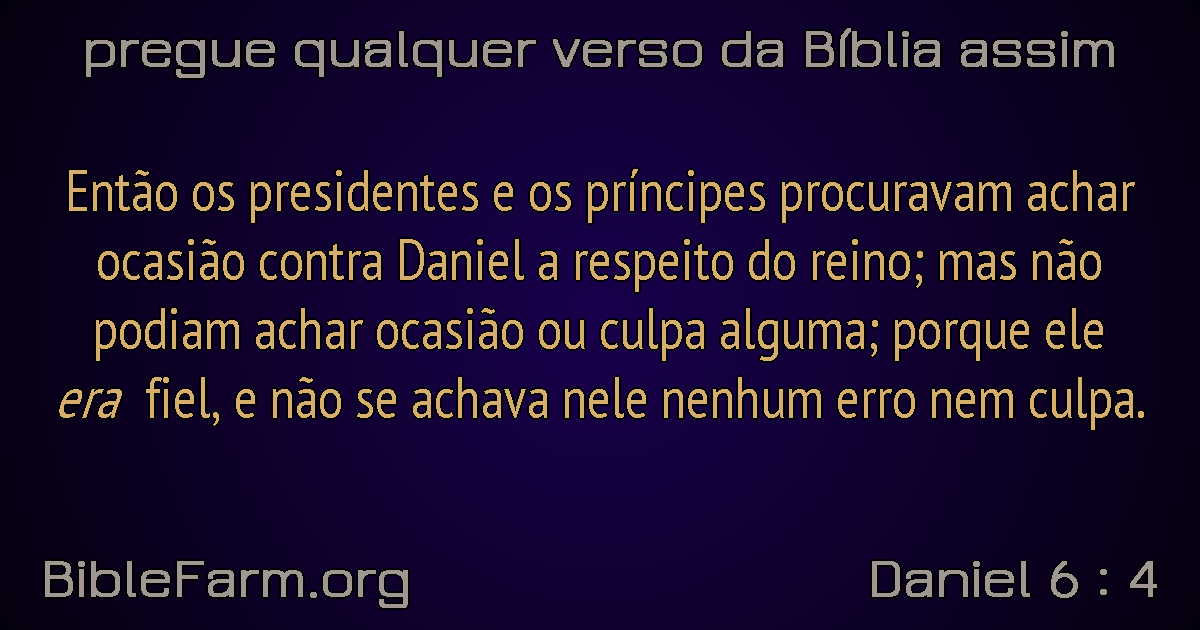 pregue qualquer verso da Bíblia assim
Então os presidentes e os príncipes procuravam achar
ocasião contra Daniel a respeito do reino; mas não
podiam achar ocasião ou culpa alguma; porque ele
era fiel, e não se achava nele nenhum erro nem culpa.
BibleFarm.org
Daniel 6 : 4